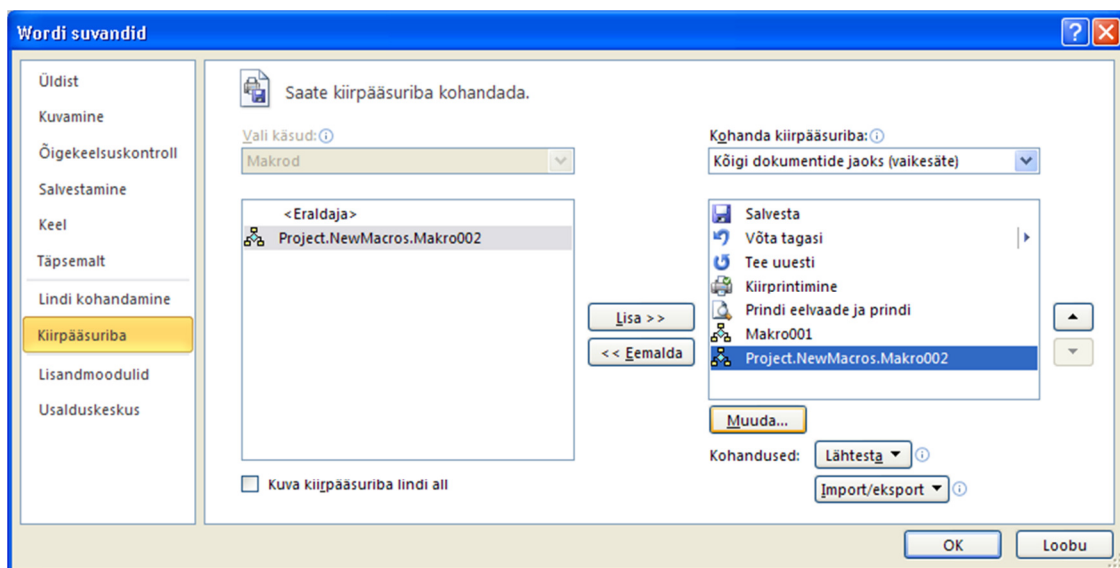 Wordi suvandid
Üldist
Kuvamine
Õigekeelsuskontroll
Salvestamine
Keel
Täpsemalt
Lindi kohandamine
Kiirpääsuriba
Lisandmoodulid
Usalduskeskus
Saate kiirpääsuriba kohandada.
Vali käsud:
Makrod
<Eraldaja>
Project.NewMacros.Makro002
Kuva kiirpääsuriba lindi all
Lisa >>
<< Eemalda
Kohanda kiirpääsuriba:
Kõigi dokumentide jaoks (vaikesäte)
Salvesta
Võta tagasi
Tee uuesti
Kiirprintimine
Prindi eelvaade ja prindi
Makro001
Project.NewMacros.Makro002
Muuda...
Kohandused: Lähtesta
Import/eksport
OK Loobu